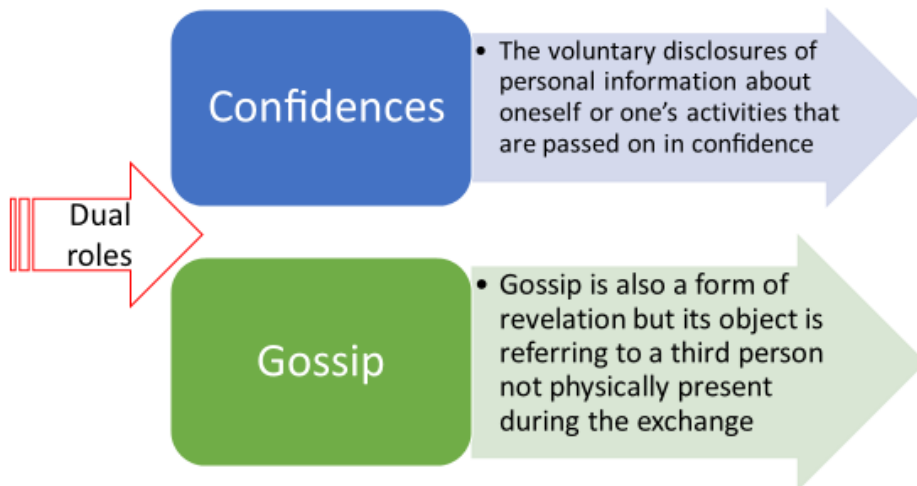 Dual
roles
Confidences
• The voluntary disclosures of
personal information about
oneself or one's activities that
are passed on in confidence
Gossip
• Gossip is also a form of
revelation but its object is
referring to a third person
not physically present
during the exchange